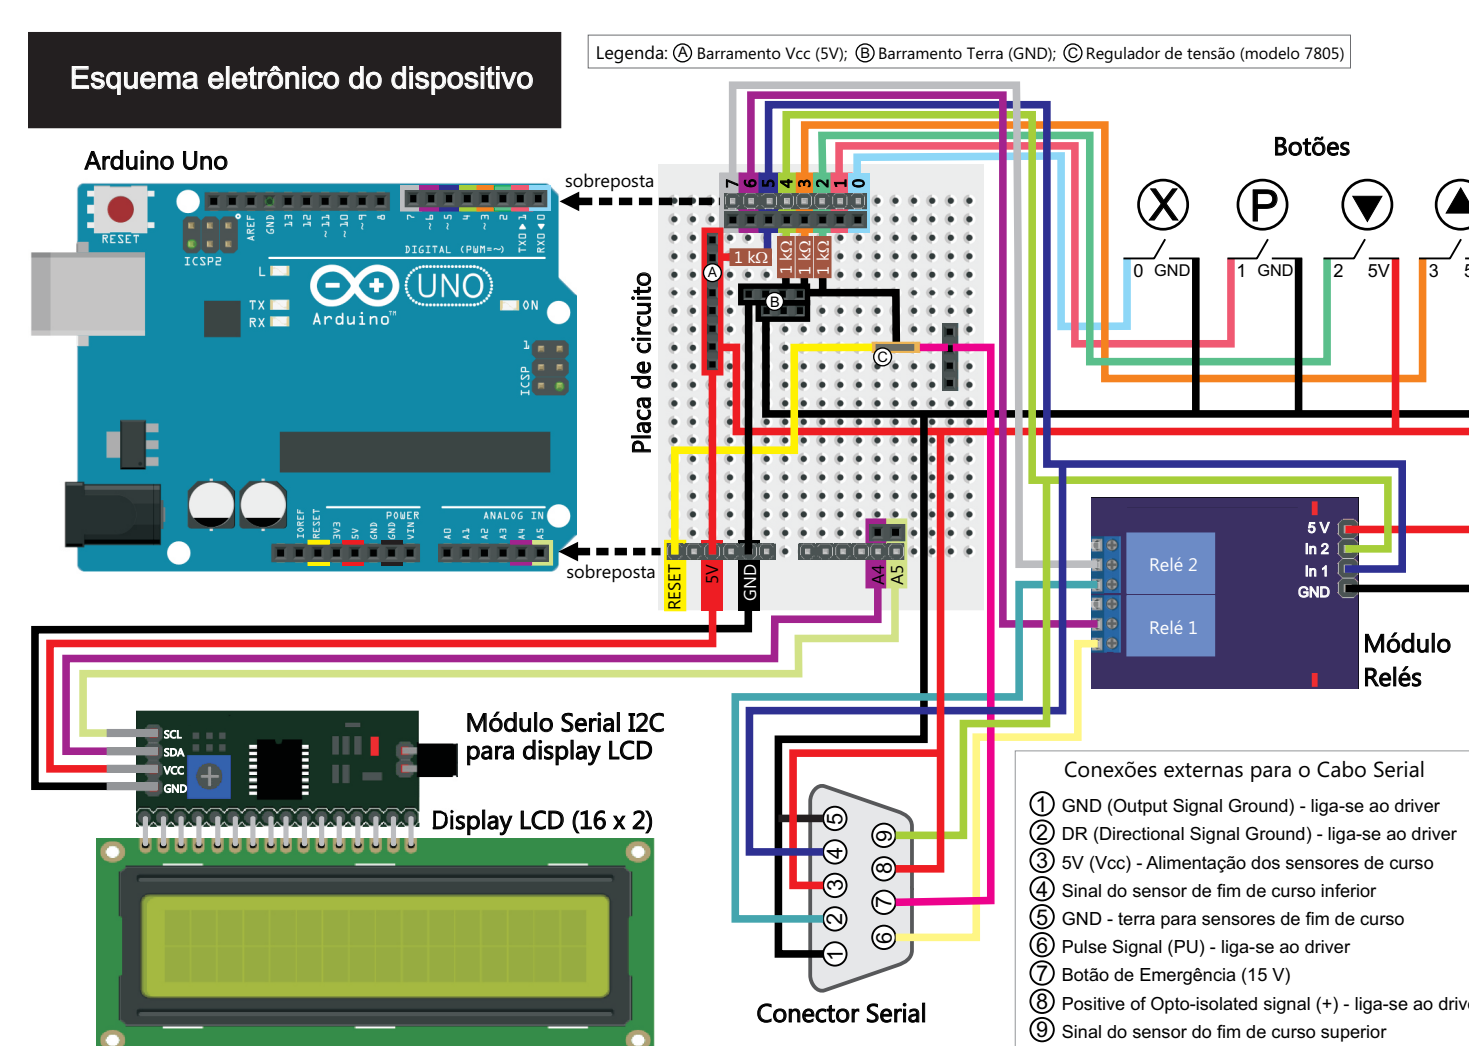 Esquema eletrônico do dispositivo
Legenda: A Barramento Vcc (5V); B Barramento Terra (GND); C Regulador de tensão (modelo 7805)
Arduino Uno
Botões
sobreposta
7 6 5 4 3 2 1 0
X P
RESET
ICSP2
AREF GND 13 12 ~11 ~10 ~9 8
7 ~6 ~5 4 ~3 2 TXD▶1 RXD◀0
DIGITAL (PWM=~)
L
TX
RX
UNO
ON
Arduino™
1
ICSP
1 kΩ
1 kΩ 1 kΩ 1 kΩ
A
B
C
0 GND
1 GND
2 5V
3
Placa de circuito
POWER
ANALOG IN
IOREF RESET 3V3 5V GND GND VIN
A0 A1 A2 A3 A4 A5
sobreposta
RESET 5V GND A4 A5
5 V
In 2
In 1
GND
Relé 2
Relé 1
Módulo
Relés
SCL
SDA
VCC
GND
Módulo Serial I2C
para display LCD
Display LCD (16 x 2)
5 4 3 2 1
9 8 7 6
Conector Serial
Conexões externas para o Cabo Serial
1 GND (Output Signal Ground) - liga-se ao driver
2 DR (Directional Signal Ground) - liga-se ao driver
3 5V (Vcc) - Alimentação dos sensores de curso
4 Sinal do sensor de fim de curso inferior
5 GND - terra para sensores de fim de curso
6 Pulse Signal (PU) - liga-se ao driver
7 Botão de Emergência (15 V)
8 Positive of Opto-isolated signal (+) - liga-se ao drive
9 Sinal do sensor do fim de curso superior